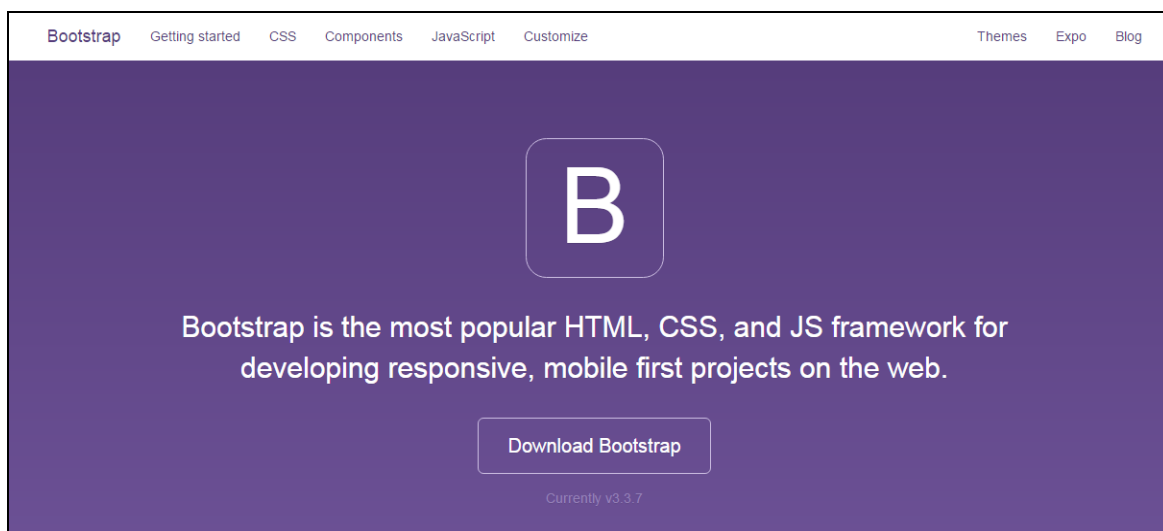 Bootstrap Getting started CSS Components JavaScript Customize Themes Expo Blog
B
Bootstrap is the most popular HTML, CSS, and JS framework for
developing responsive, mobile first projects on the web.
Download Bootstrap
Currently v3.3.7